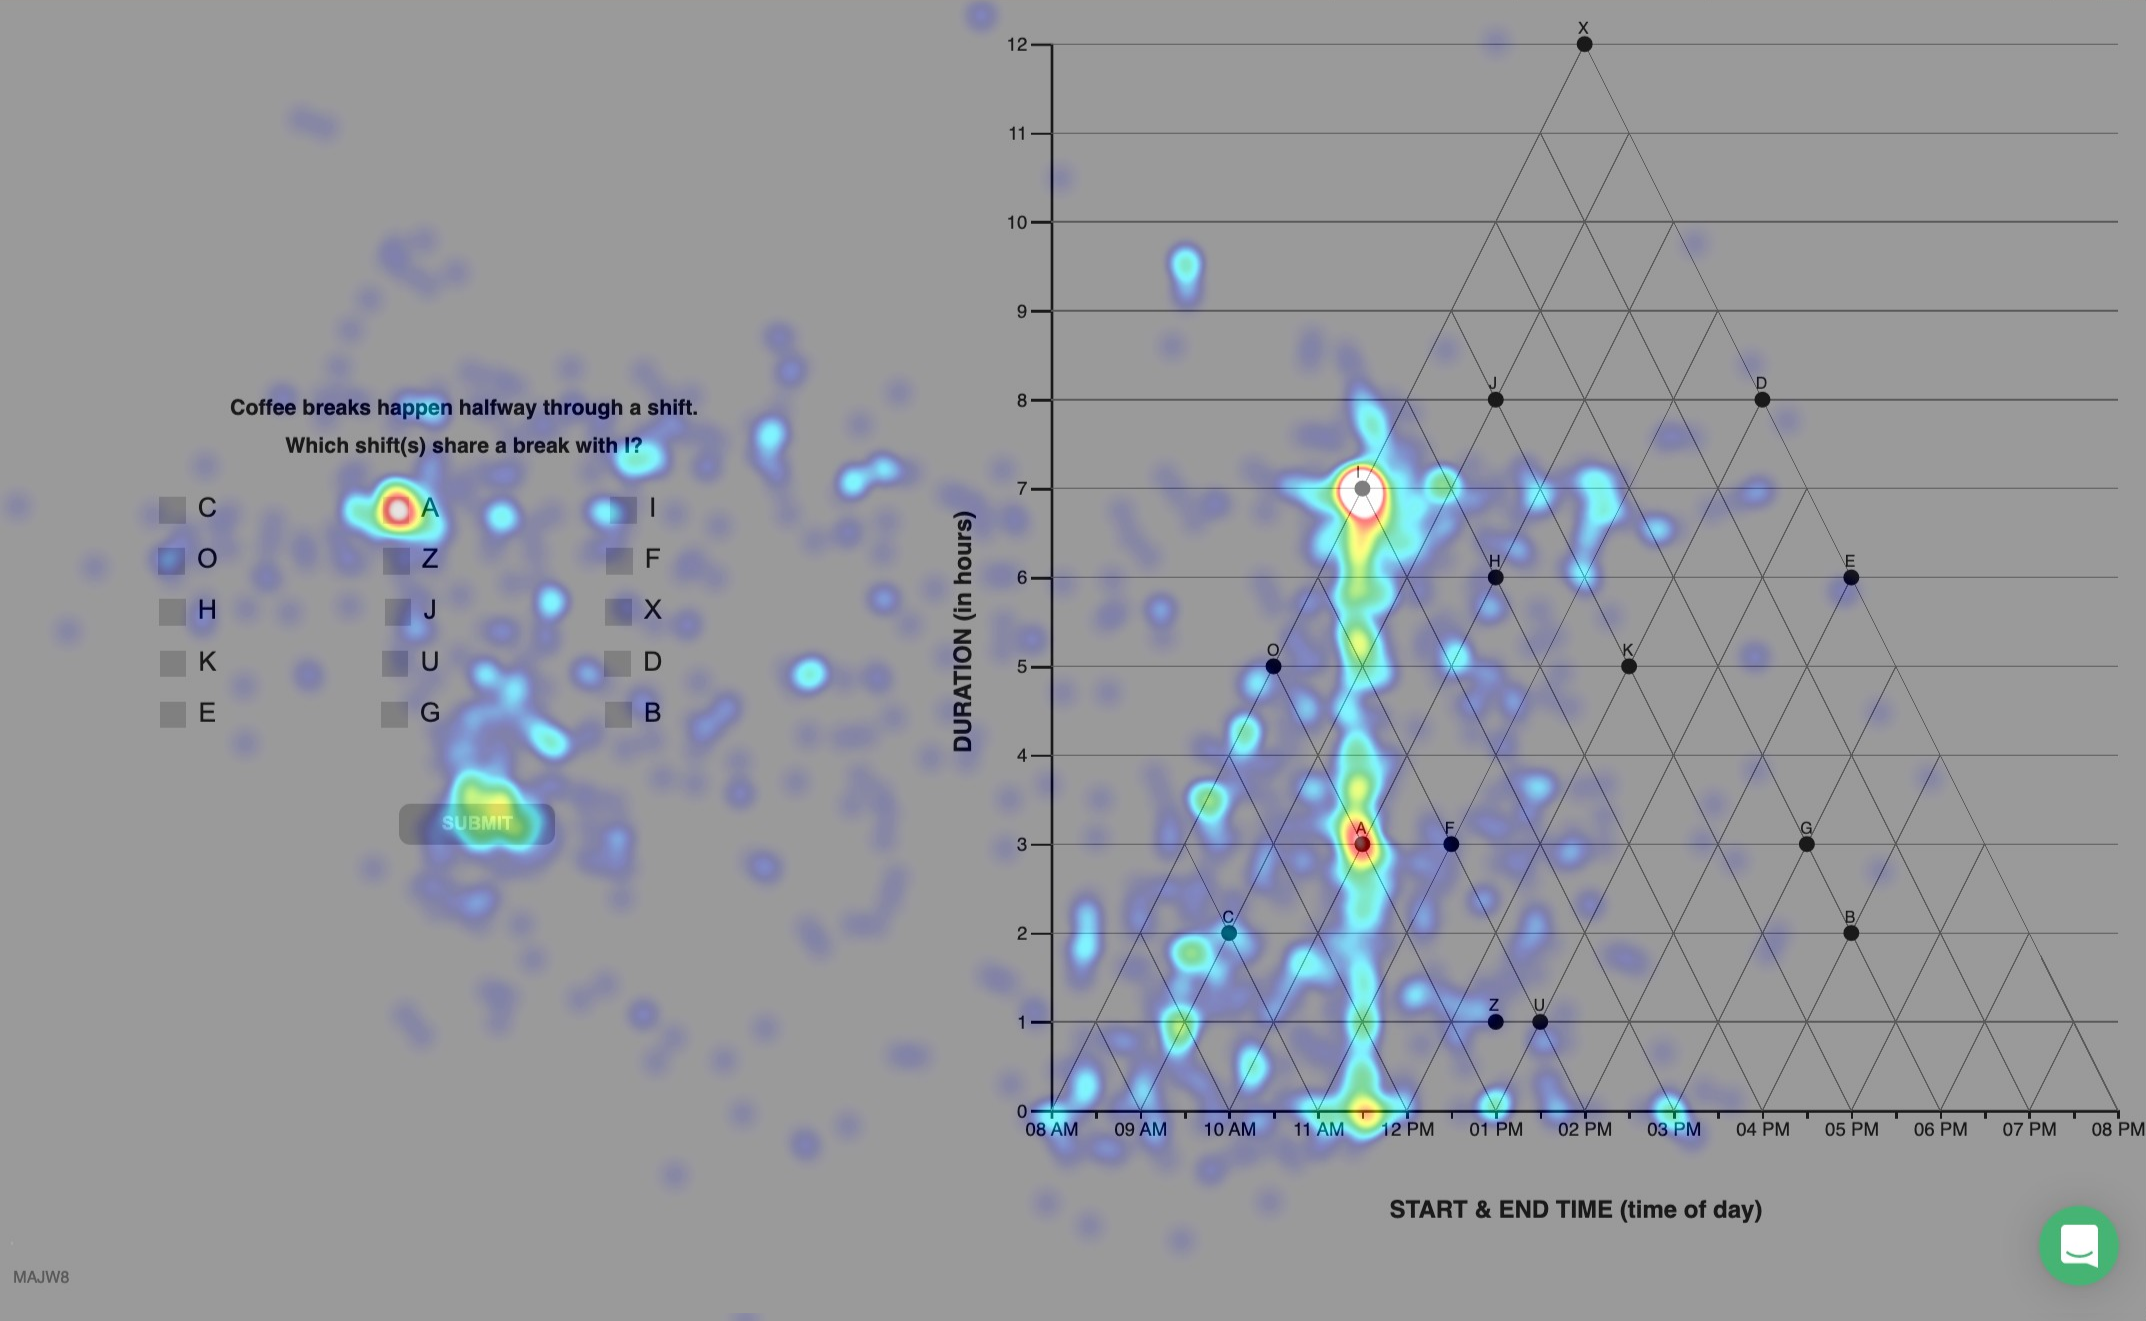 Coffee breaks happen halfway through a shift.
Which shift(s) share a break with I?
C A I
O Z F
H J X
K U D
E G B
SUBMIT
MAJW8
DURATION (in hours)
12
11
10
9
8
7
6
5
4
3
2
1
0
X
J D
I
H E
O K
A F G
C B
Z U
08 AM 09 AM 10 AM 11 AM 12 PM 01 PM 02 PM 03 PM 04 PM 05 PM 06 PM 07 PM 08 PM
START & END TIME (time of day)